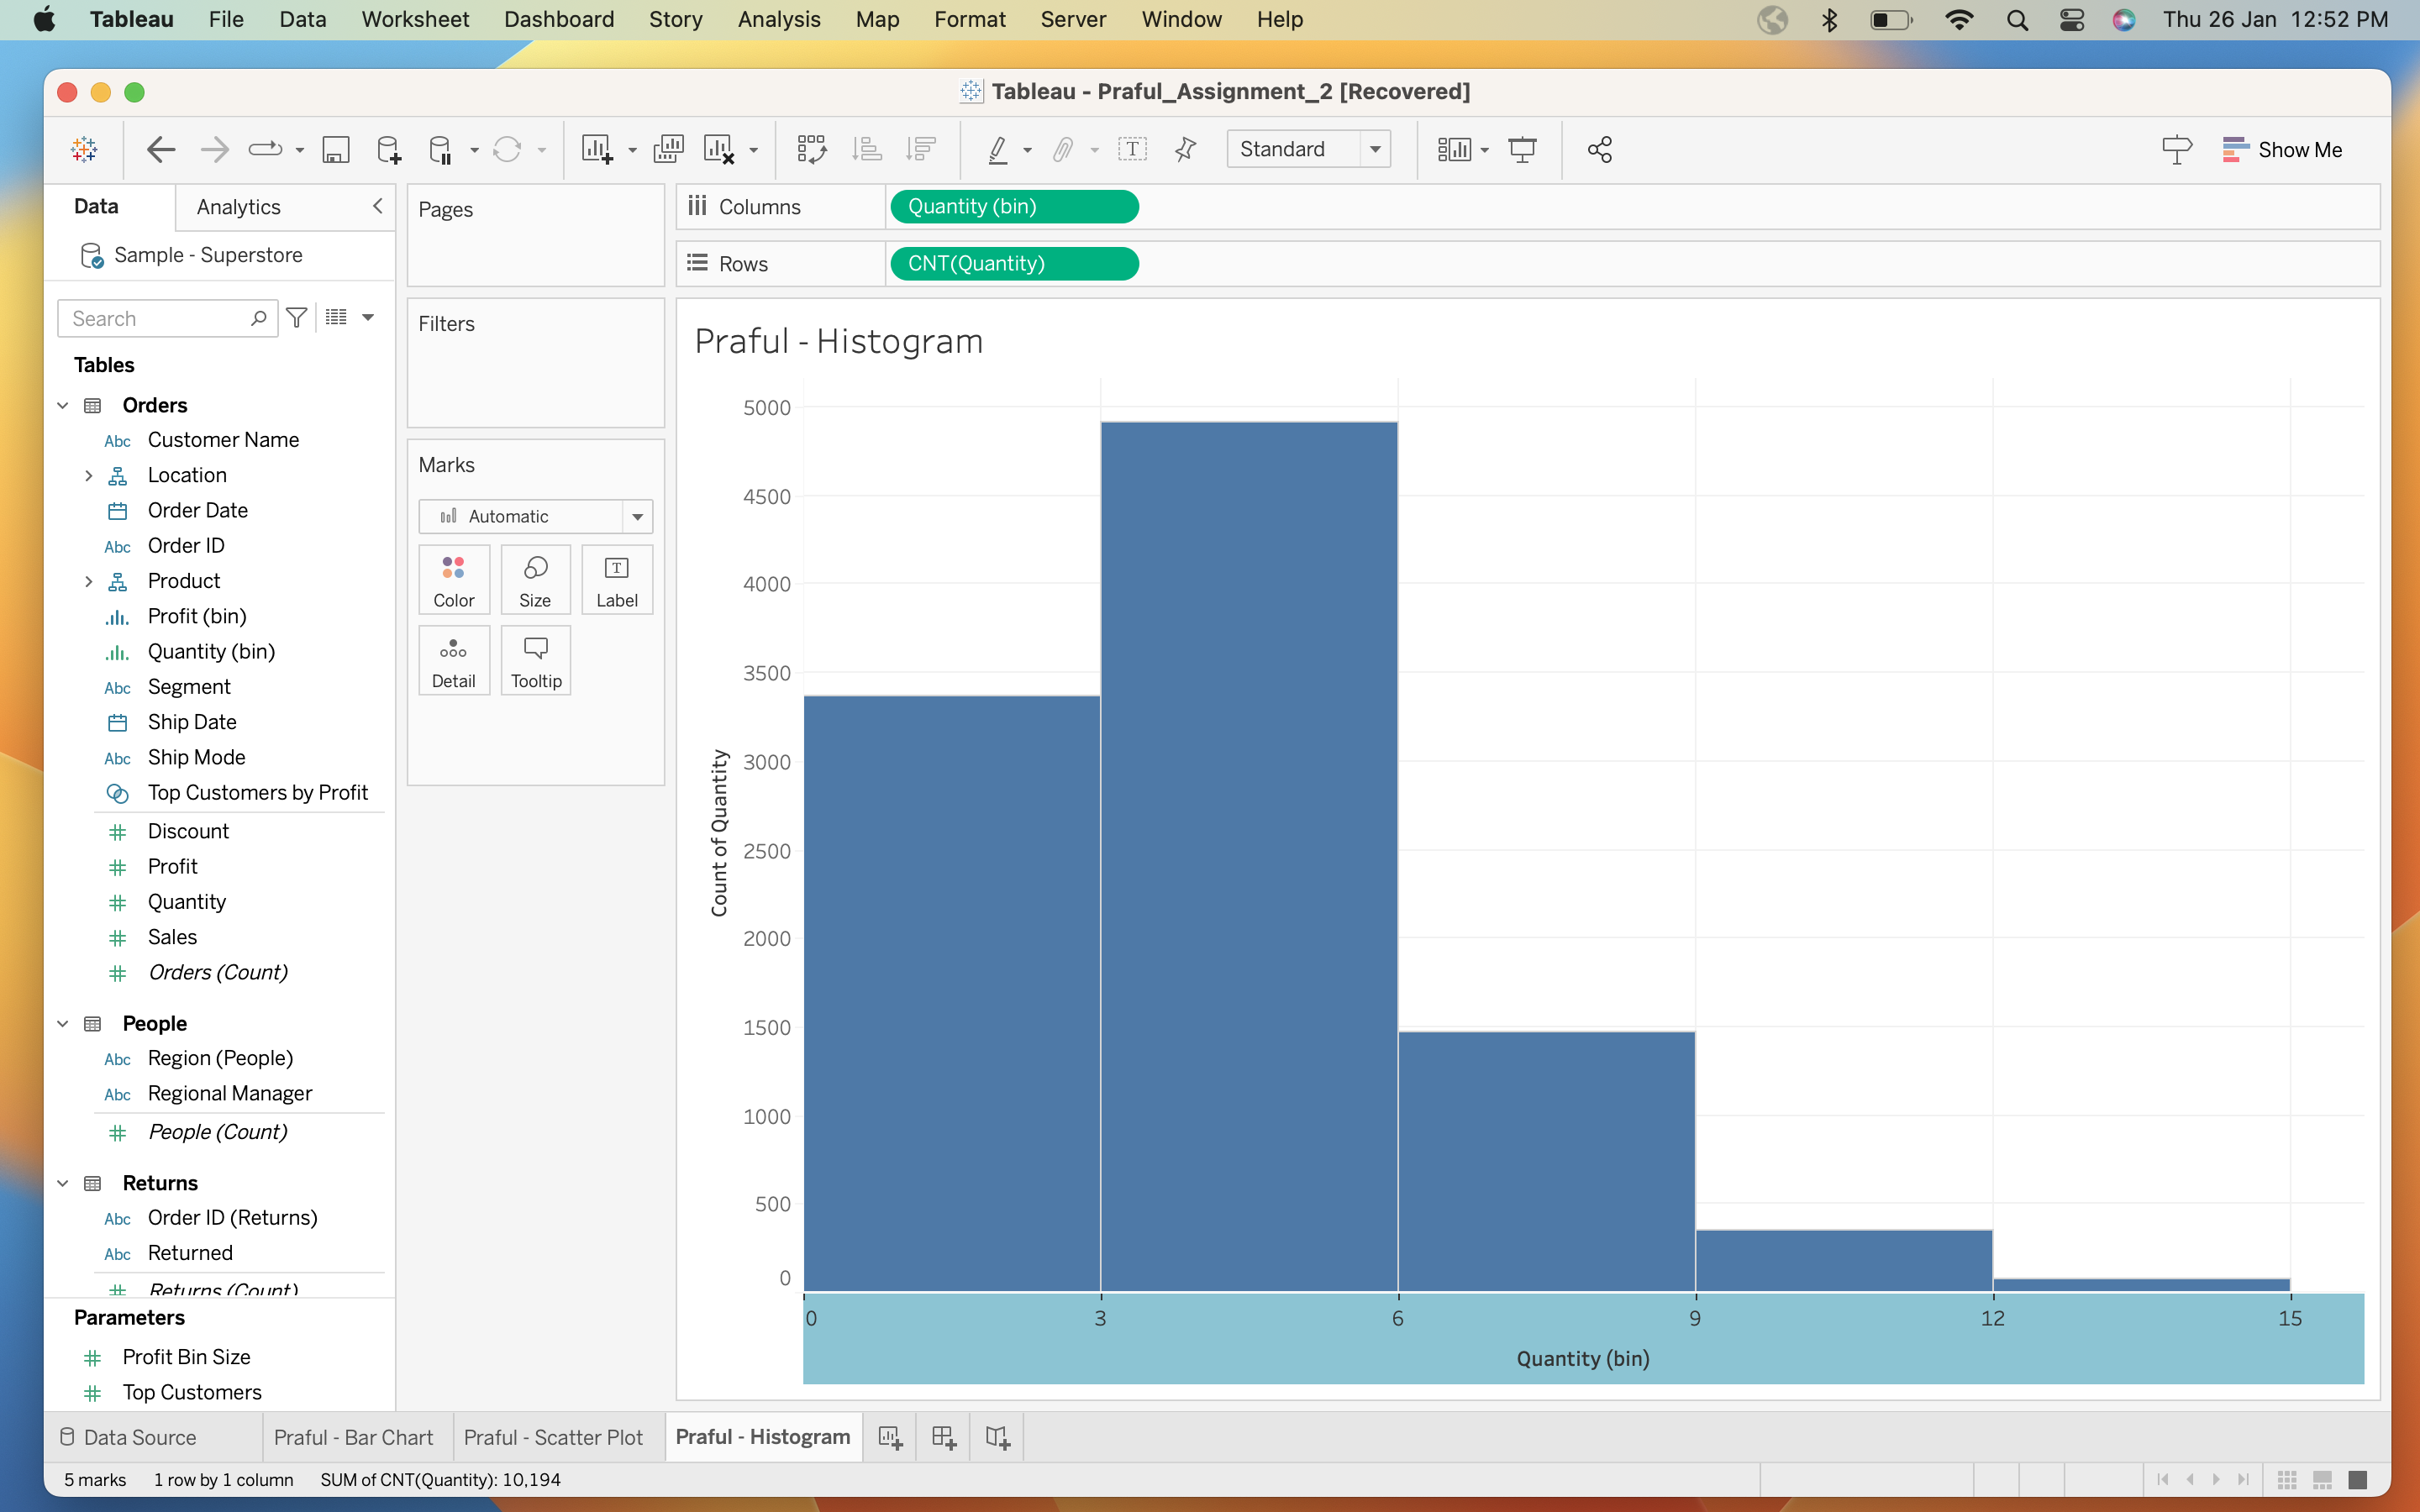 Tableau File Data Worksheet Dashboard Story Analysis Map Format Server Window Help Thu 26 Jan 12:52 PM
Tableau - Praful_Assignment_2 [Recovered]
Standard
Show Me
Data
Analytics
Sample - Superstore
Search
Tables
Orders
Abc Customer Name
Location
Order Date
Abc Order ID
Product
Profit (bin)
Quantity (bin)
Abc Segment
Ship Date
Abc Ship Mode
Top Customers by Profit
# Discount
# Profit
# Quantity
# Sales
# Orders (Count)
People
Abc Region (People)
Abc Regional Manager
# People (Count)
Returns
Abc Order ID (Returns)
Abc Returned
# Returns (Count)
Parameters
# Profit Bin Size
# Top Customers
Pages
Filters
Marks
Automatic
Color Size T Label
Detail Tooltip
Columns Quantity (bin)
Rows CNT(Quantity)
Praful - Histogram
5000
4500
4000
3500
3000
2500
2000
1500
1000
500
0
Count of Quantity
0 3 6 9 12 15
Quantity (bin)
Data Source Praful - Bar Chart Praful - Scatter Plot Praful - Histogram
5 marks 1 row by 1 column SUM of CNT(Quantity): 10,194